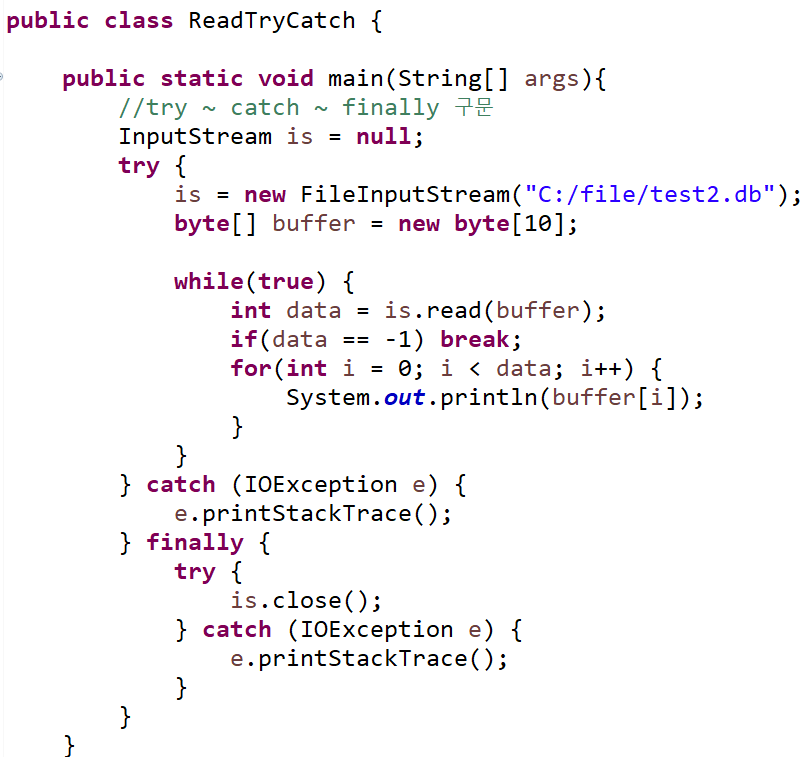 public class ReadTryCatch {
public static void main(String[] args){
//try ~ catch ~ finally 구문
InputStream is = null;
try {
is = new FileInputStream("C:/file/test2.db");
byte[] buffer = new byte[10];
while(true) {
int data = is.read(buffer);
if(data == -1) break;
for(int i = 0; i < data; i++) {
System.out.println(buffer[i]);
}
}
} catch (IOException e) {
e.printStackTrace();
} finally {
try {
is.close();
} catch (IOException e) {
e.printStackTrace();
}
}
}